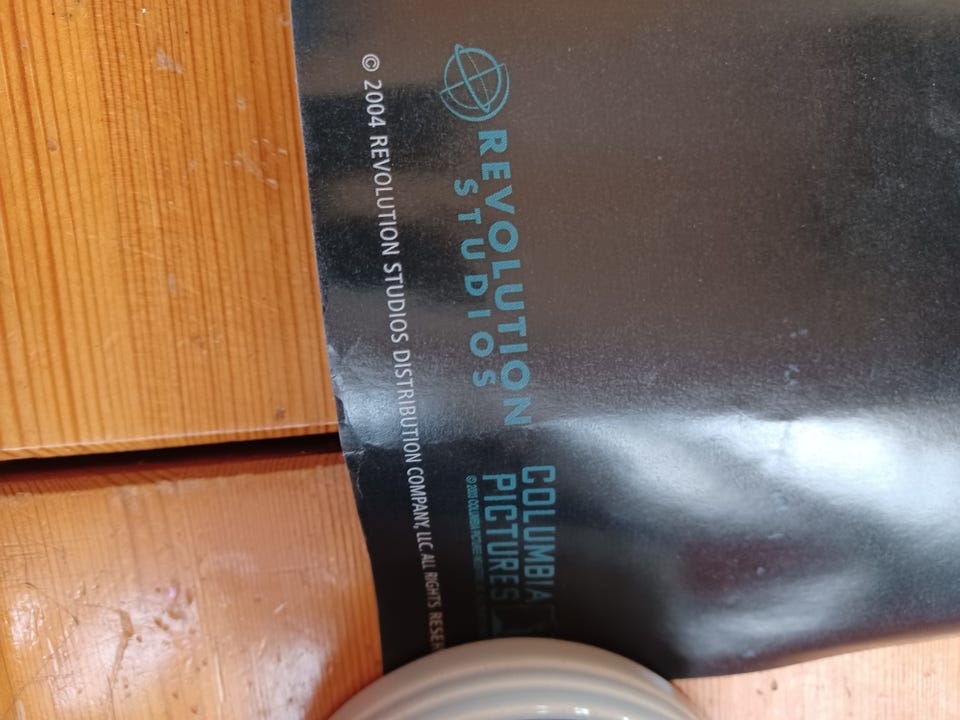 REVOLUTION
STUDIOS
COLUMBIA
PICTURES
© 2004 REVOLUTION STUDIOS DISTRIBUTION COMPANY, LLC. ALL RIGHTS